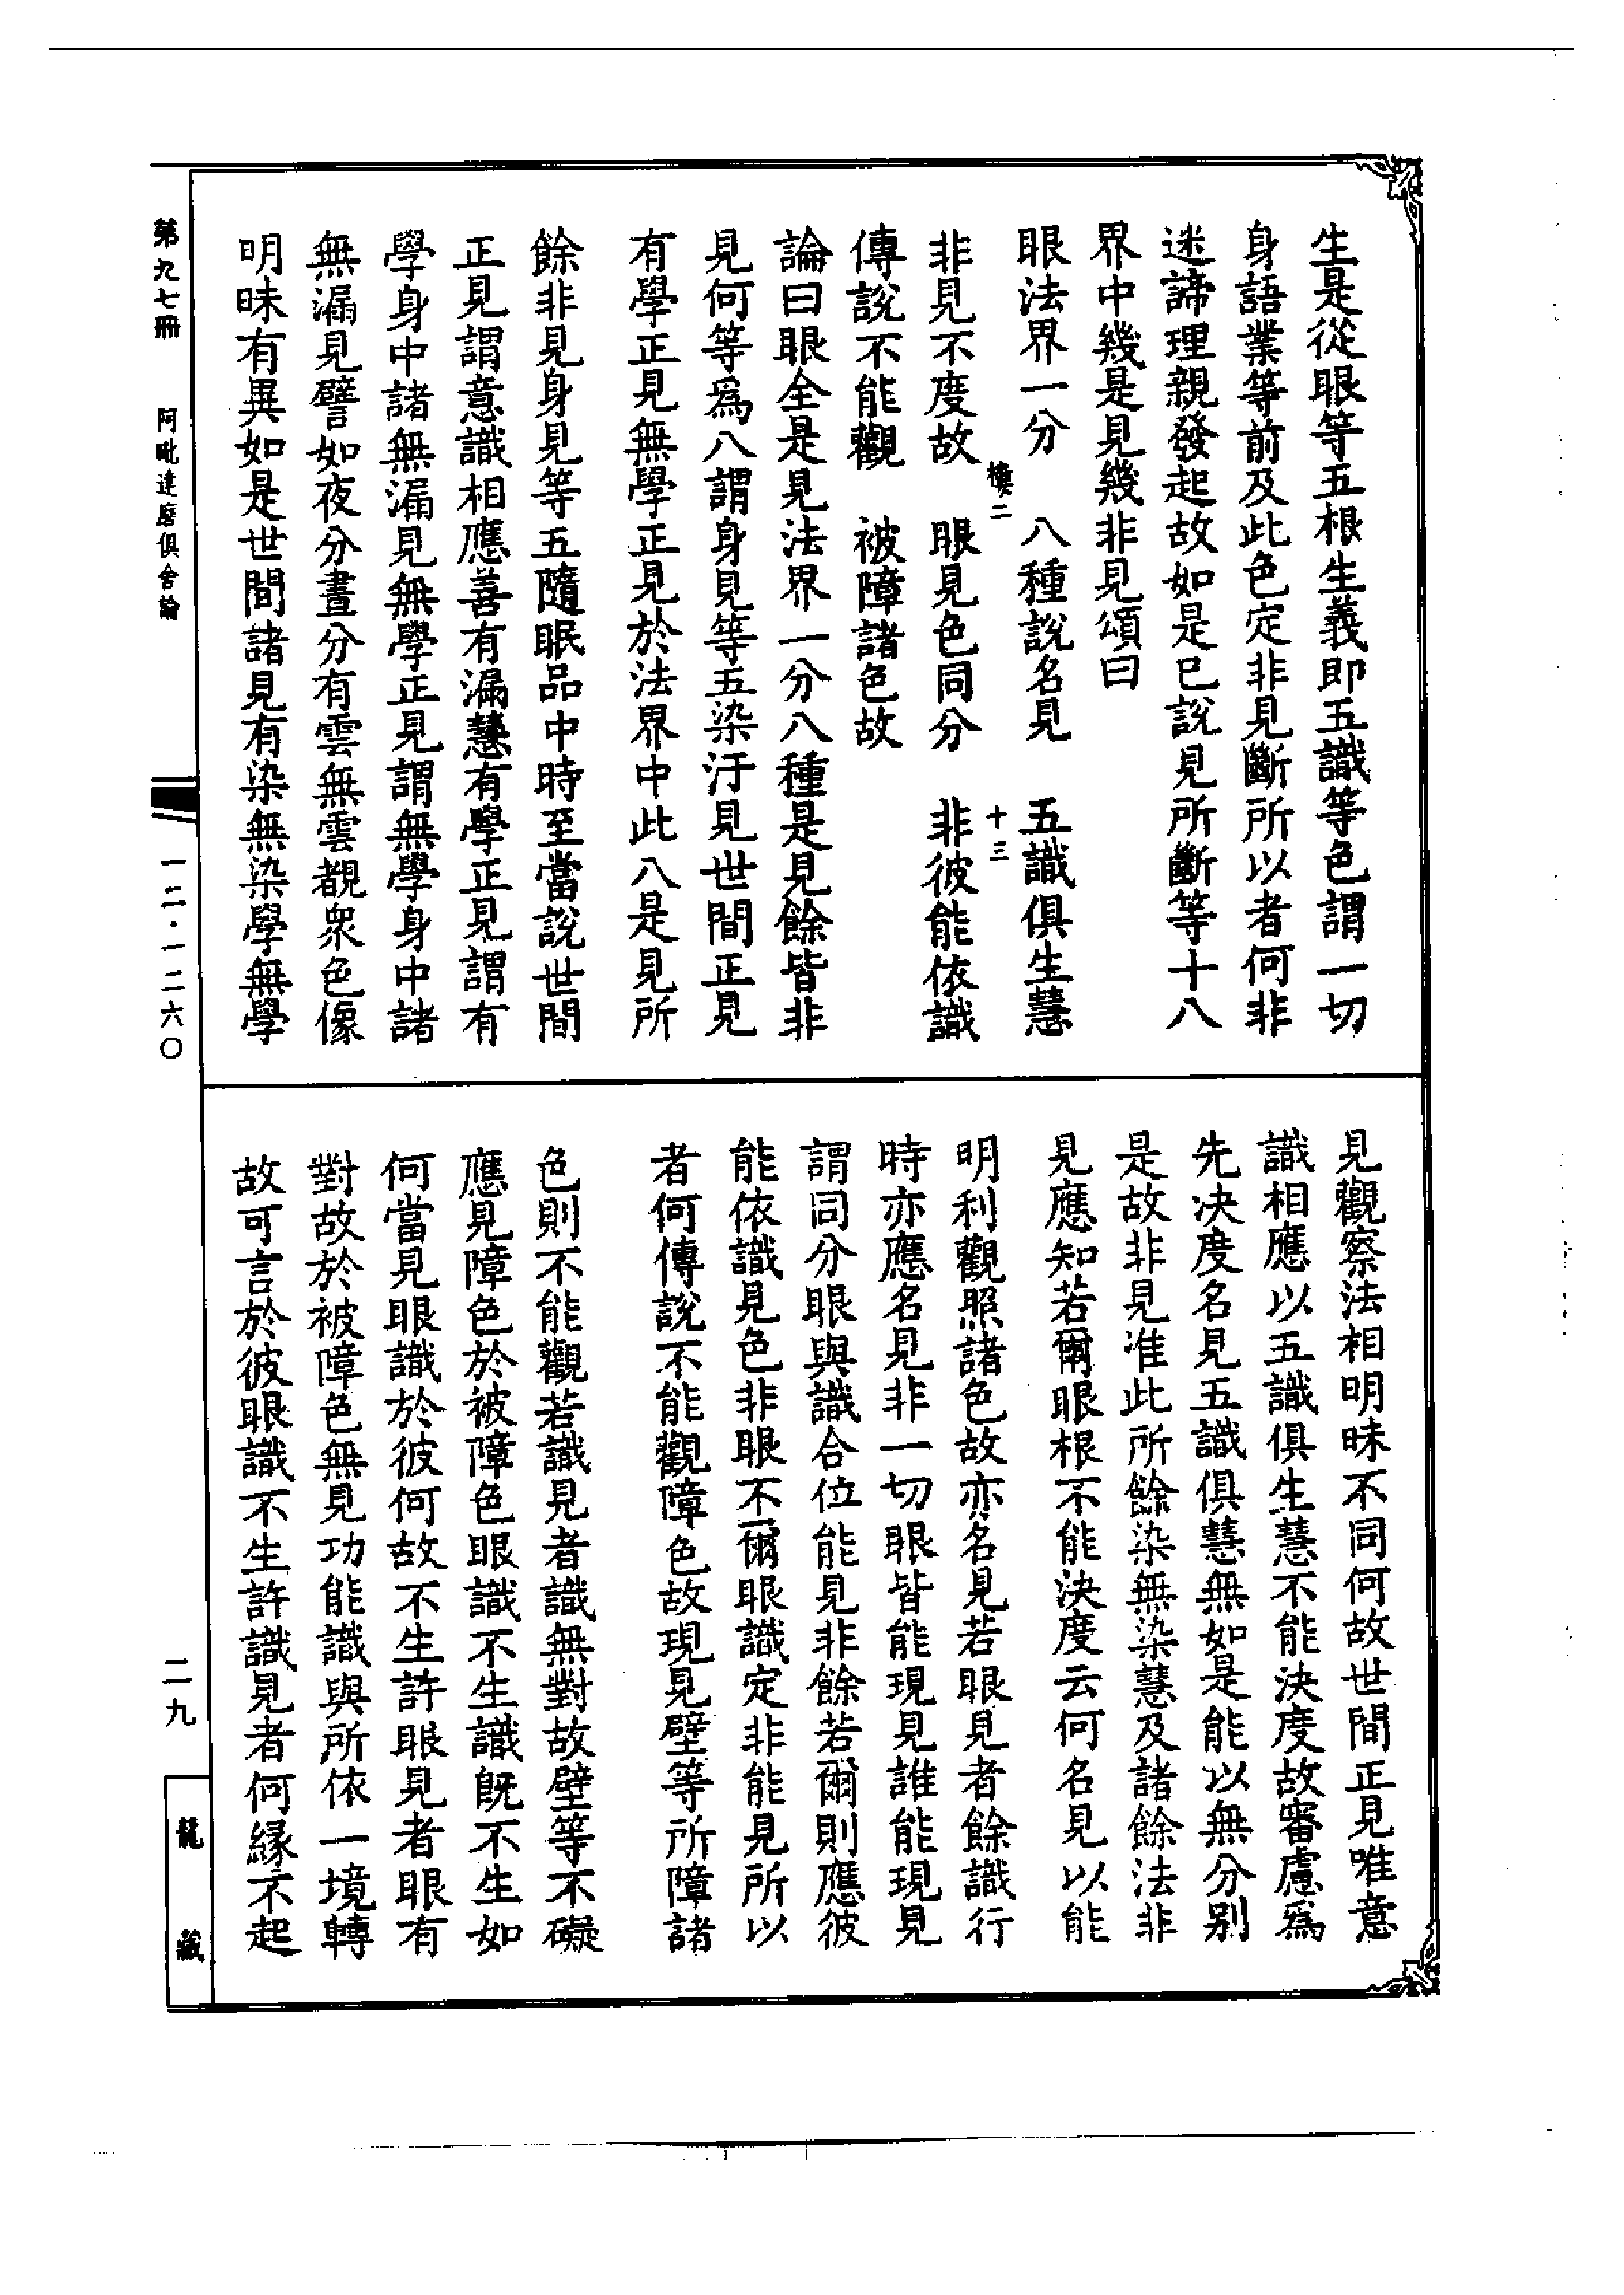 生是從眼等五根生義即五識等色謂一切
身語業等前及此色定非見斷所以者何非
迷諦理親發起故如是已說見所斷等十八
界中幾是見幾非見頌曰
眼法界一分　八種說名見　五識俱生慧
樓二　十三
非見不度故　眼見色同分　非彼能依識
傳說不能觀　被障諸色故
論曰眼全是見法界一分八種是見餘皆非
見何等爲八謂身見等五染汙見世間正見
有學正見無學正見於法界中此八是見所
餘非見身見等五隨眠品中時至當說世間
正見謂意識相應善有漏慧有學正見謂有
學身中諸無漏見無學正見謂無學身中諸
無漏見譬如夜分晝分有雲無雲覩衆色像
明昧有異如是世間諸見有染無染學無學
見觀察法相明昧不同何故世間正見唯意
識相應以五識俱生慧不能決度故審慮爲
先決度名見五識俱慧無如是能以無分别
是故非見准此所餘染無染慧及諸餘法非
見應知若爾眼根不能決度云何名見以能
明利觀照諸色故亦名見若眼見者餘識行
時亦應名見非一切眼皆能現見誰能現見
謂同分眼與識合位能見非餘若爾則應彼
能依識見色非眼不爾眼識定非能見所以
者何傳說不能觀障色故現見壁等所障諸
色則不能觀若識見者識無對故壁等不礙
應見障色於被障色眼識不生識旣不生如
何當見眼識於彼何故不生許眼見者眼有
對故於被障色無見功能識與所依一境轉
故可言於彼眼識不生許識見者何緣不起
第九七冊　阿毗達磨俱舍論
一二·一二六〇
二九
龍藏